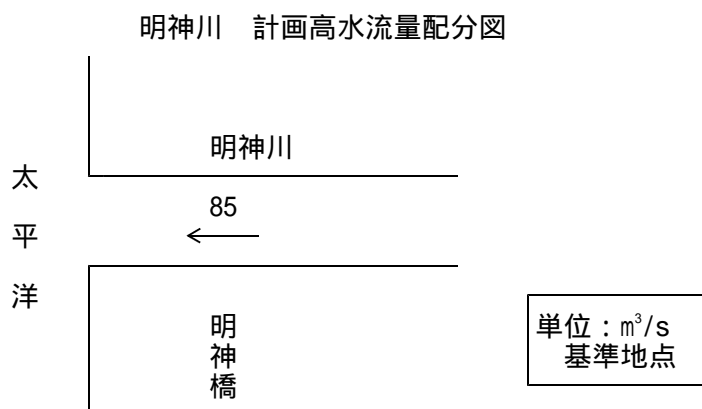 明神川　計画高水流量配分図
明神川
太平洋
85
明神橋
単位：m³/s
基準地点